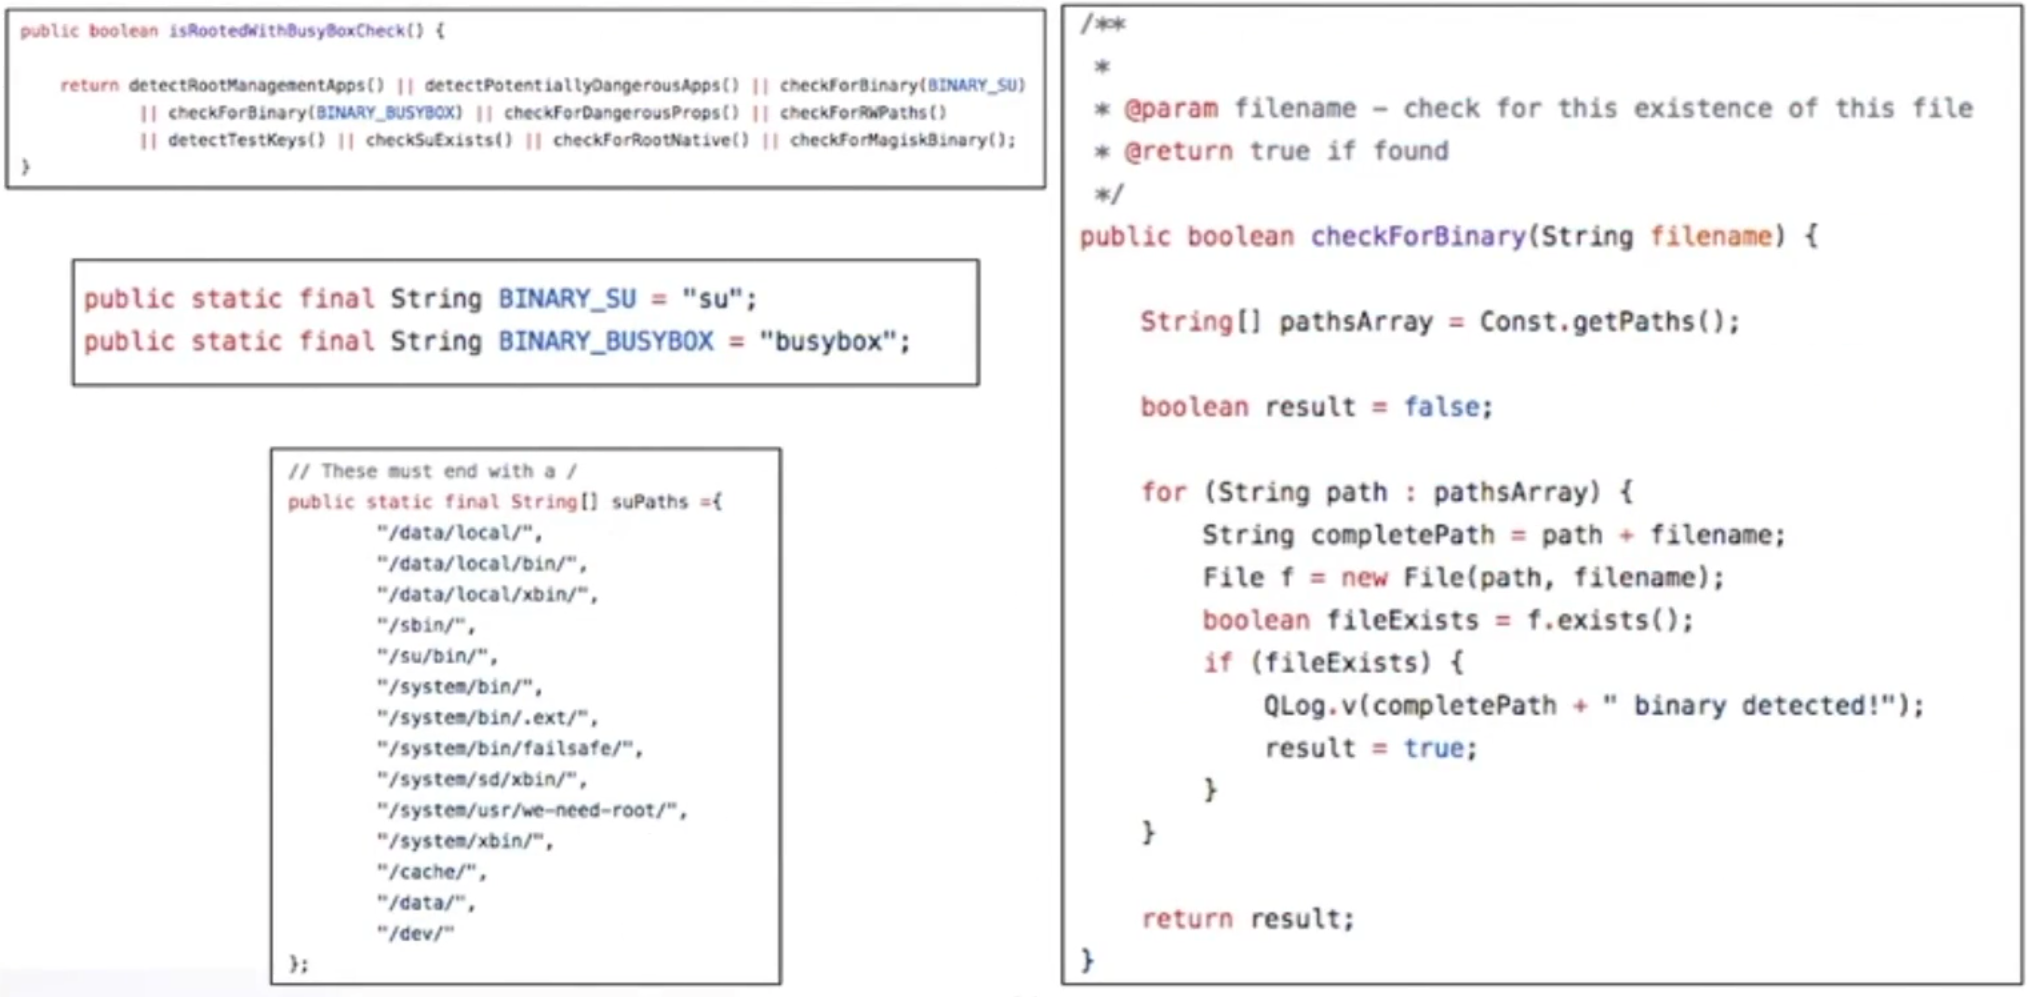 public boolean isRootedWithBusyBoxCheck() {
return detectRootManagementApps() || detectPotentiallyDangerousApps() || checkForBinary(BINARY_SU)
|| checkForBinary(BINARY_BUSYBOX) || checkForDangerousProps() || checkForRWPaths()
|| detectTestKeys() || checkSuExists() || checkForRootNative() || checkForMagiskBinary();
}
public static final String BINARY_SU = "su";
public static final String BINARY_BUSYBOX = "busybox";
// These must end with a /
public static final String[] suPaths ={
"/data/local/",
"/data/local/bin/",
"/data/local/xbin/",
"/sbin/",
"/su/bin/",
"/system/bin/",
"/system/bin/.ext/",
"/system/bin/failsafe/",
"/system/sd/xbin/",
"/system/usr/we-need-root/",
"/system/xbin/",
"/cache/",
"/data/",
"/dev/"
};
/**
*
* @param filename – check for this existence of this file
* @return true if found
*/
public boolean checkForBinary(String filename) {
String[] pathsArray = Const.getPaths();
boolean result = false;
for (String path : pathsArray) {
String completePath = path + filename;
File f = new File(path, filename);
boolean fileExists = f.exists();
if (fileExists) {
QLog.v(completePath + " binary detected!");
result = true;
}
}
return result;
}